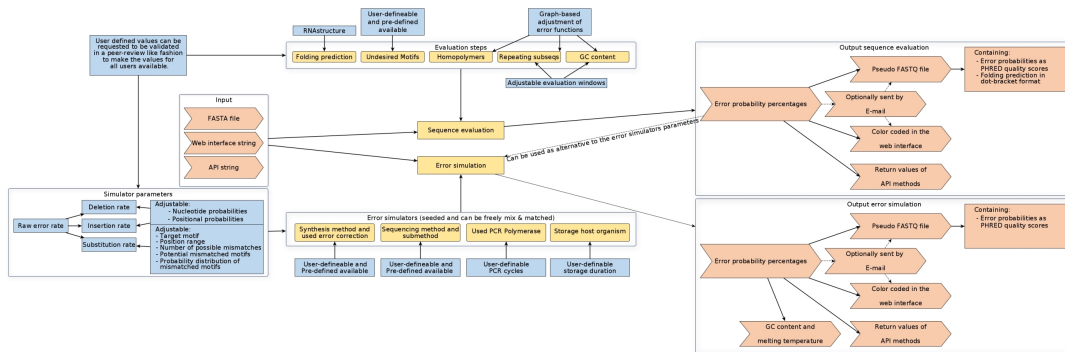 User-defineable
and pre-defined
available
Graph-based
adjustment of
error functions
RNAstructure
User defined values can be
requested to be validated
in a peer-review like fashion
to make the values for
all users available.
Evaluation steps
Folding prediction
Undesired Motifs
Homopolymers
Repeating subseqs
GC content
Adjustable evaluation windows
Input
FASTA file
Web interface string
API string
Sequence evaluation
Error simulation
Can be used as alternative to the error simulators parameters
Output sequence evaluation
Error probability percentages
Pseudo FASTQ file
Optionally sent by
E-mail
Color coded in the
web interface
Return values of
API methods
Containing:
- Error probabilities as
PHRED quality scores
- Folding prediction in
dot-bracket format
Simulator parameters
Raw error rate
Deletion rate
Insertion rate
Substitution rate
Adjustable:
- Nucleotide probabilities
- Positional probabilities
Adjustable:
- Target motif
- Position range
- Number of possible mismatches
- Potential mismatched motifs
- Probability distribution of
mismatched motifs
Error simulators (seeded and can be freely mix & matched)
Synthesis method and
used error correction
Sequencing method and
submethod
Used PCR Polymerase
Storage host organism
User-defineable and
Pre-defined available
User-defineable and
Pre-defined available
User-definable
PCR cycles
User-definable
storage duration
Output error simulation
Error probability percentages
Pseudo FASTQ file
Optionally sent by
E-mail
Color coded in the
web interface
Return values of
API methods
GC content and
melting temperature
Containing:
- Error probabilities as
PHRED quality scores